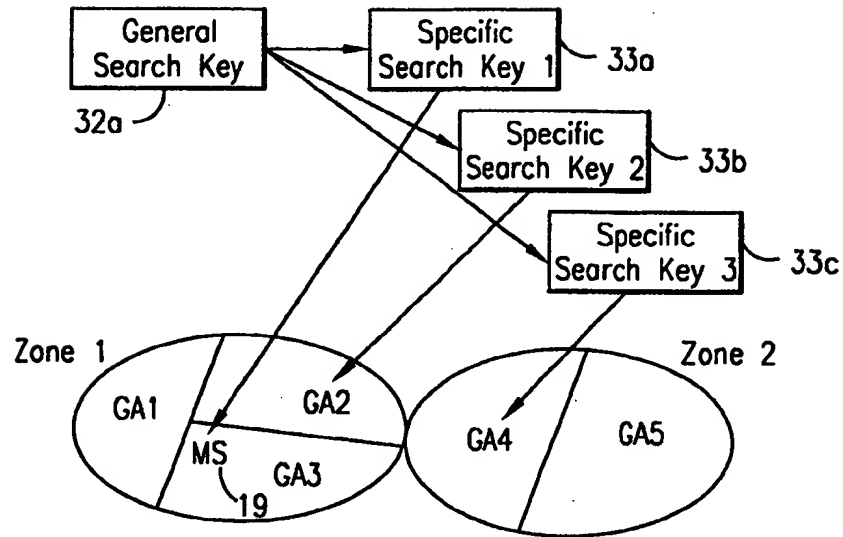 General
Search Key
32a
Specific
Search Key 1
33a
Specific
Search Key 2
33b
Specific
Search Key 3
33c
Zone 1
Zone 2
GA1
GA2
MS
19
GA3
GA4
GA5